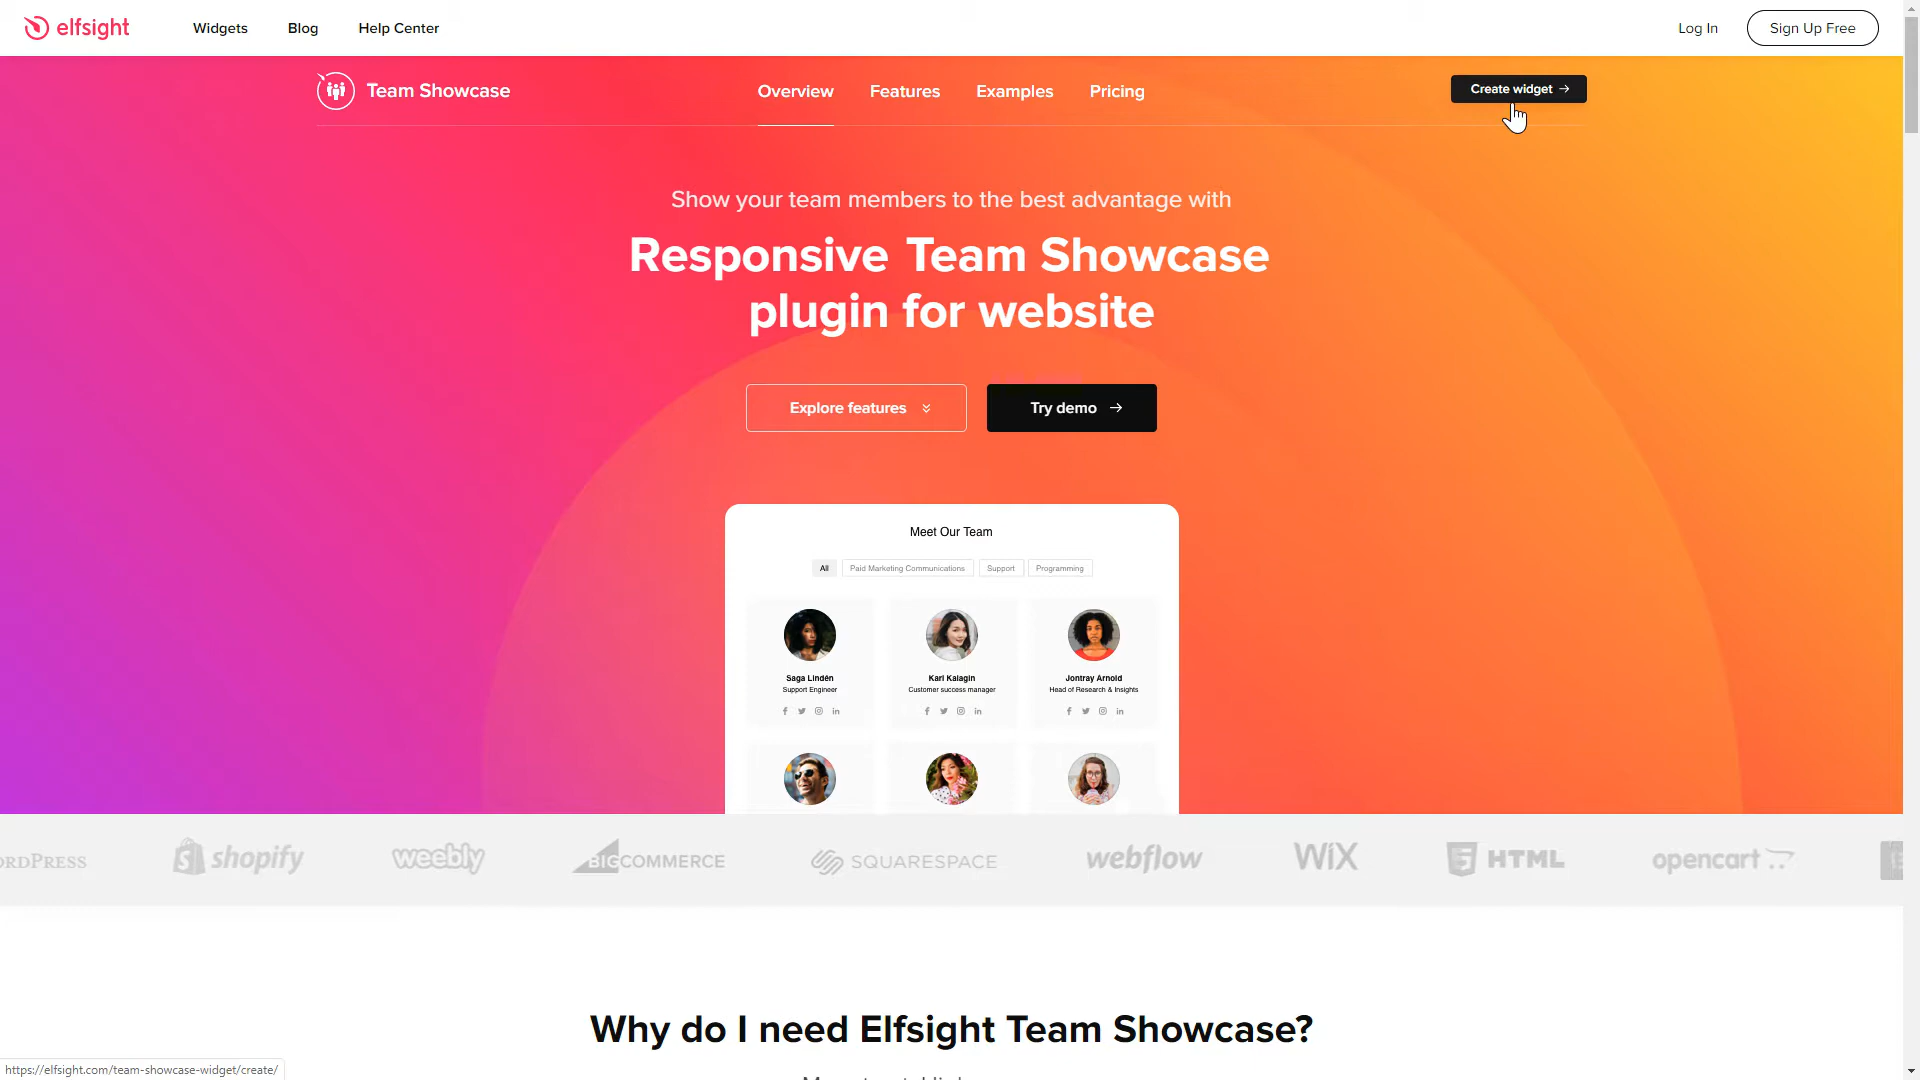 elfsight
Widgets
Blog
Help Center
Log In
Sign Up Free
Team Showcase
Overview
Features
Examples
Pricing
Create widget →
Show your team members to the best advantage with
Responsive Team Showcase
plugin for website
Explore features
Try demo →
Meet Our Team
All
Paid Marketing Communications
Support
Programming
Saga Lindén
Support Engineer
Karl Kalagin
Customer success manager
Jontray Arnold
Head of Research & Insights
ORDPRESS
shopify
weebly
BIGCOMMERCE
SQUARESPACE
webflow
WiX
HTML
opencart
Why do I need Elfsight Team Showcase?
https://elfsight.com/team-showcase-widget/create/